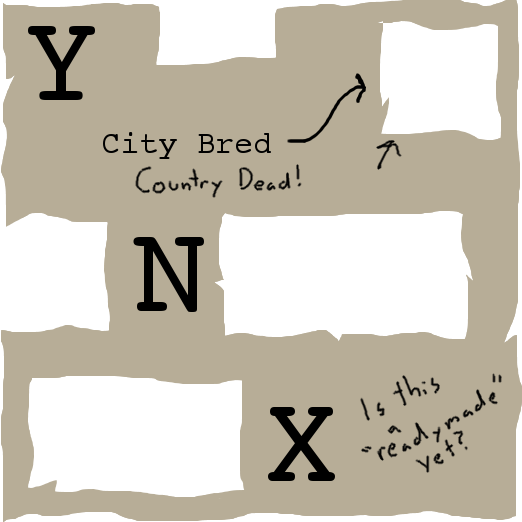 Y
City Bred
Country Dead!
N
X
Is this
a
"readymade"
yet?